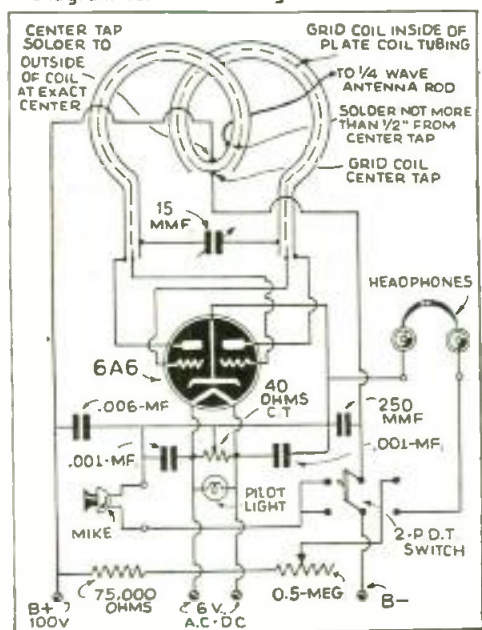 CENTER TAP
SOLDER TO
OUTSIDE
OF COIL
AT EXACT
CENTER
GRID COIL INSIDE OF
PLATE COIL TUBING
TO 1/4 WAVE
ANTENNA ROD
SOLDER NOT MORE
THAN 1/2" FROM
CENTER TAP
GRID COIL
CENTER TAP
15
MMF
HEADPHONES
6A6
40
OHMS
C.T.
.006-MF
250
MMF
.001-MF.
.001-MF.
MIKE
PILOT
LIGHT
2-P.D.T.
SWITCH
B+
100V
75,000
OHMS
6 V.
A.C-DC
0.5-MEG
B-